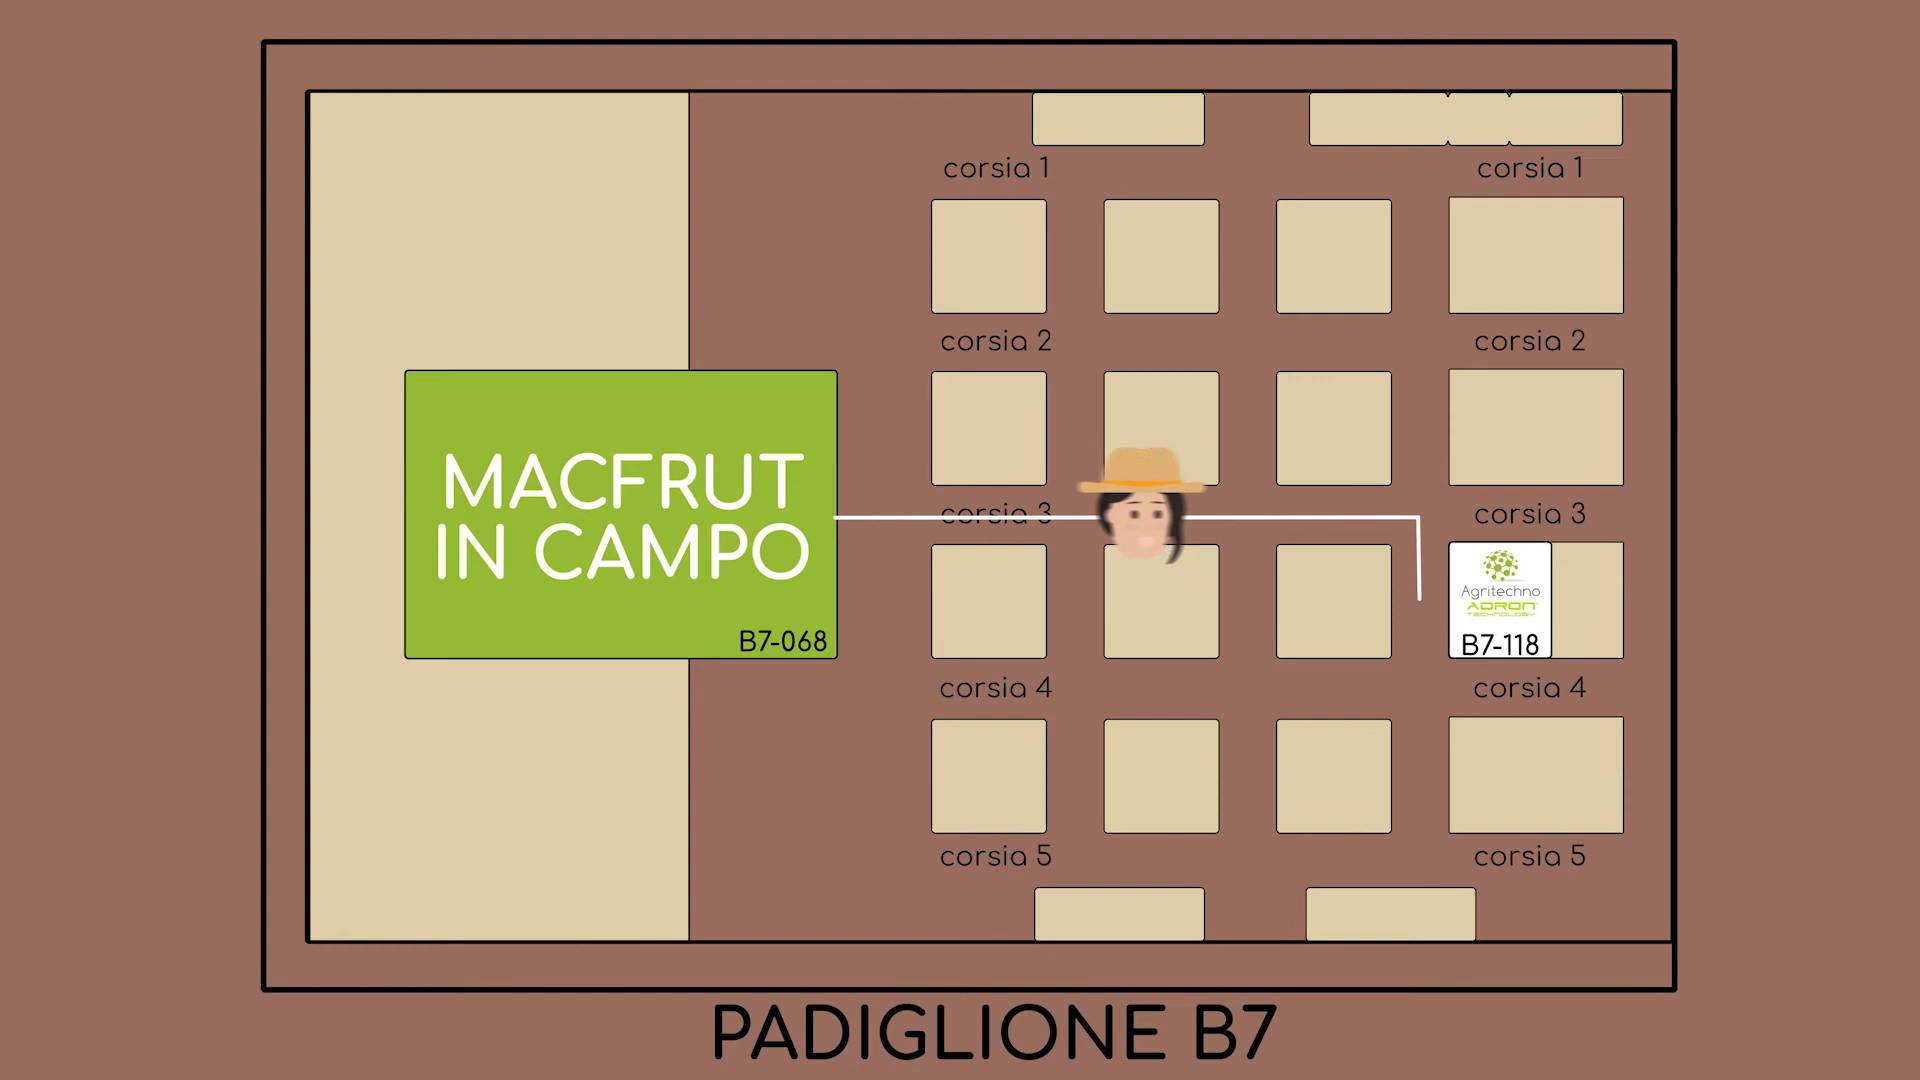 corsia 1
corsia 1
corsia 2
corsia 2
MACFRUT
IN CAMPO
B7-068
corsia 3
corsia 3
Agritechno
ADRON
TECHNOLOGY
B7-118
corsia 4
corsia 4
corsia 5
corsia 5
PADIGLIONE B7